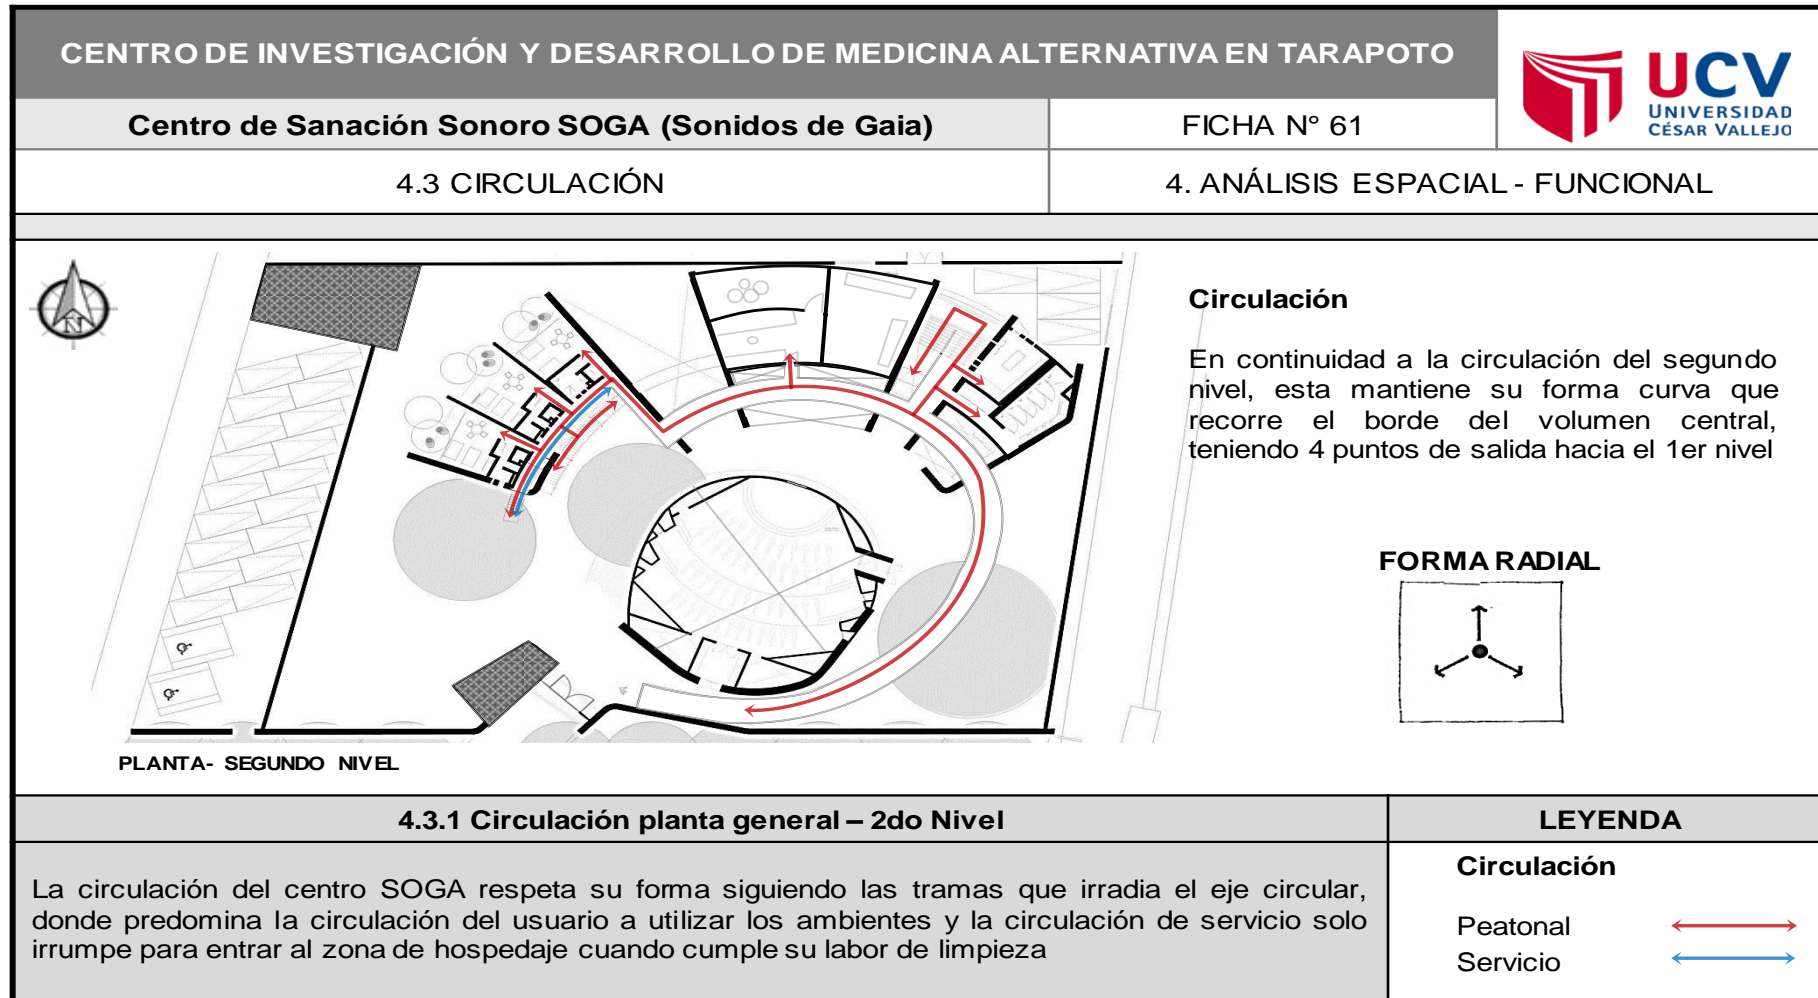 CENTRO DE INVESTIGACIÓN Y DESARROLLO DE MEDICINA ALTERNATIVA EN TARAPOTO
UCV
UNIVERSIDAD
CÉSAR VALLEJO
Centro de Sanación Sonoro SOGA (Sonidos de Gaia)
FICHA N° 61
4.3 CIRCULACIÓN
4. ANÁLISIS ESPACIAL - FUNCIONAL
N
Circulación
En continuidad a la circulación del segundo
nivel, esta mantiene su forma curva que
recorre el borde del volumen central,
teniendo 4 puntos de salida hacia el 1er nivel
FORMA RADIAL
PLANTA- SEGUNDO NIVEL
4.3.1 Circulación planta general – 2do Nivel
LEYENDA
La circulación del centro SOGA respeta su forma siguiendo las tramas que irradia el eje circular,
donde predomina la circulación del usuario a utilizar los ambientes y la circulación de servicio solo
irrumpe para entrar al zona de hospedaje cuando cumple su labor de limpieza
Circulación
Peatonal
Servicio